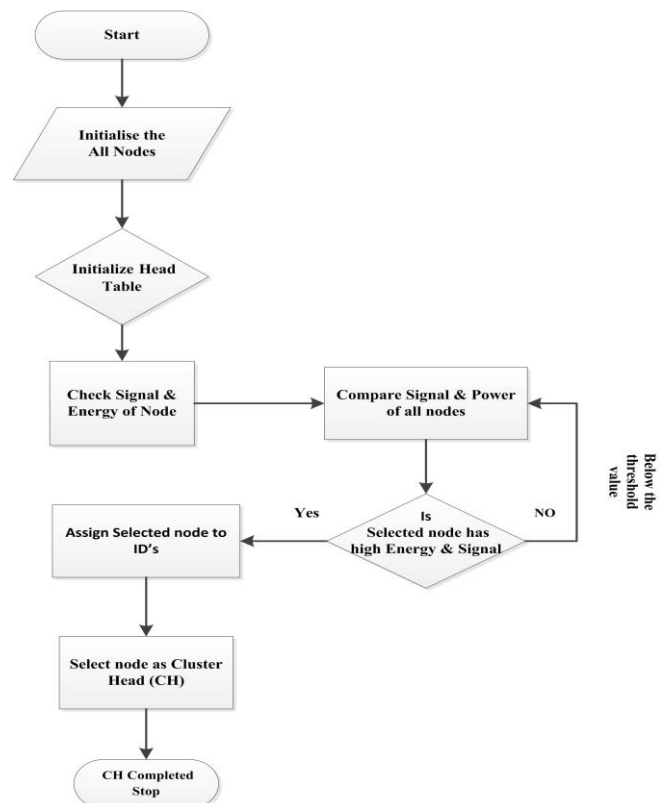 Start
Initialise the
All Nodes
Initialize Head
Table
Check Signal &
Energy of Node
Compare Signal & Power
of all nodes
Is
Selected node has
high Energy & Signal
Yes
NO
Below the
threshold
value
Assign Selected node to
ID's
Select node as Cluster
Head (CH)
CH Completed
Stop